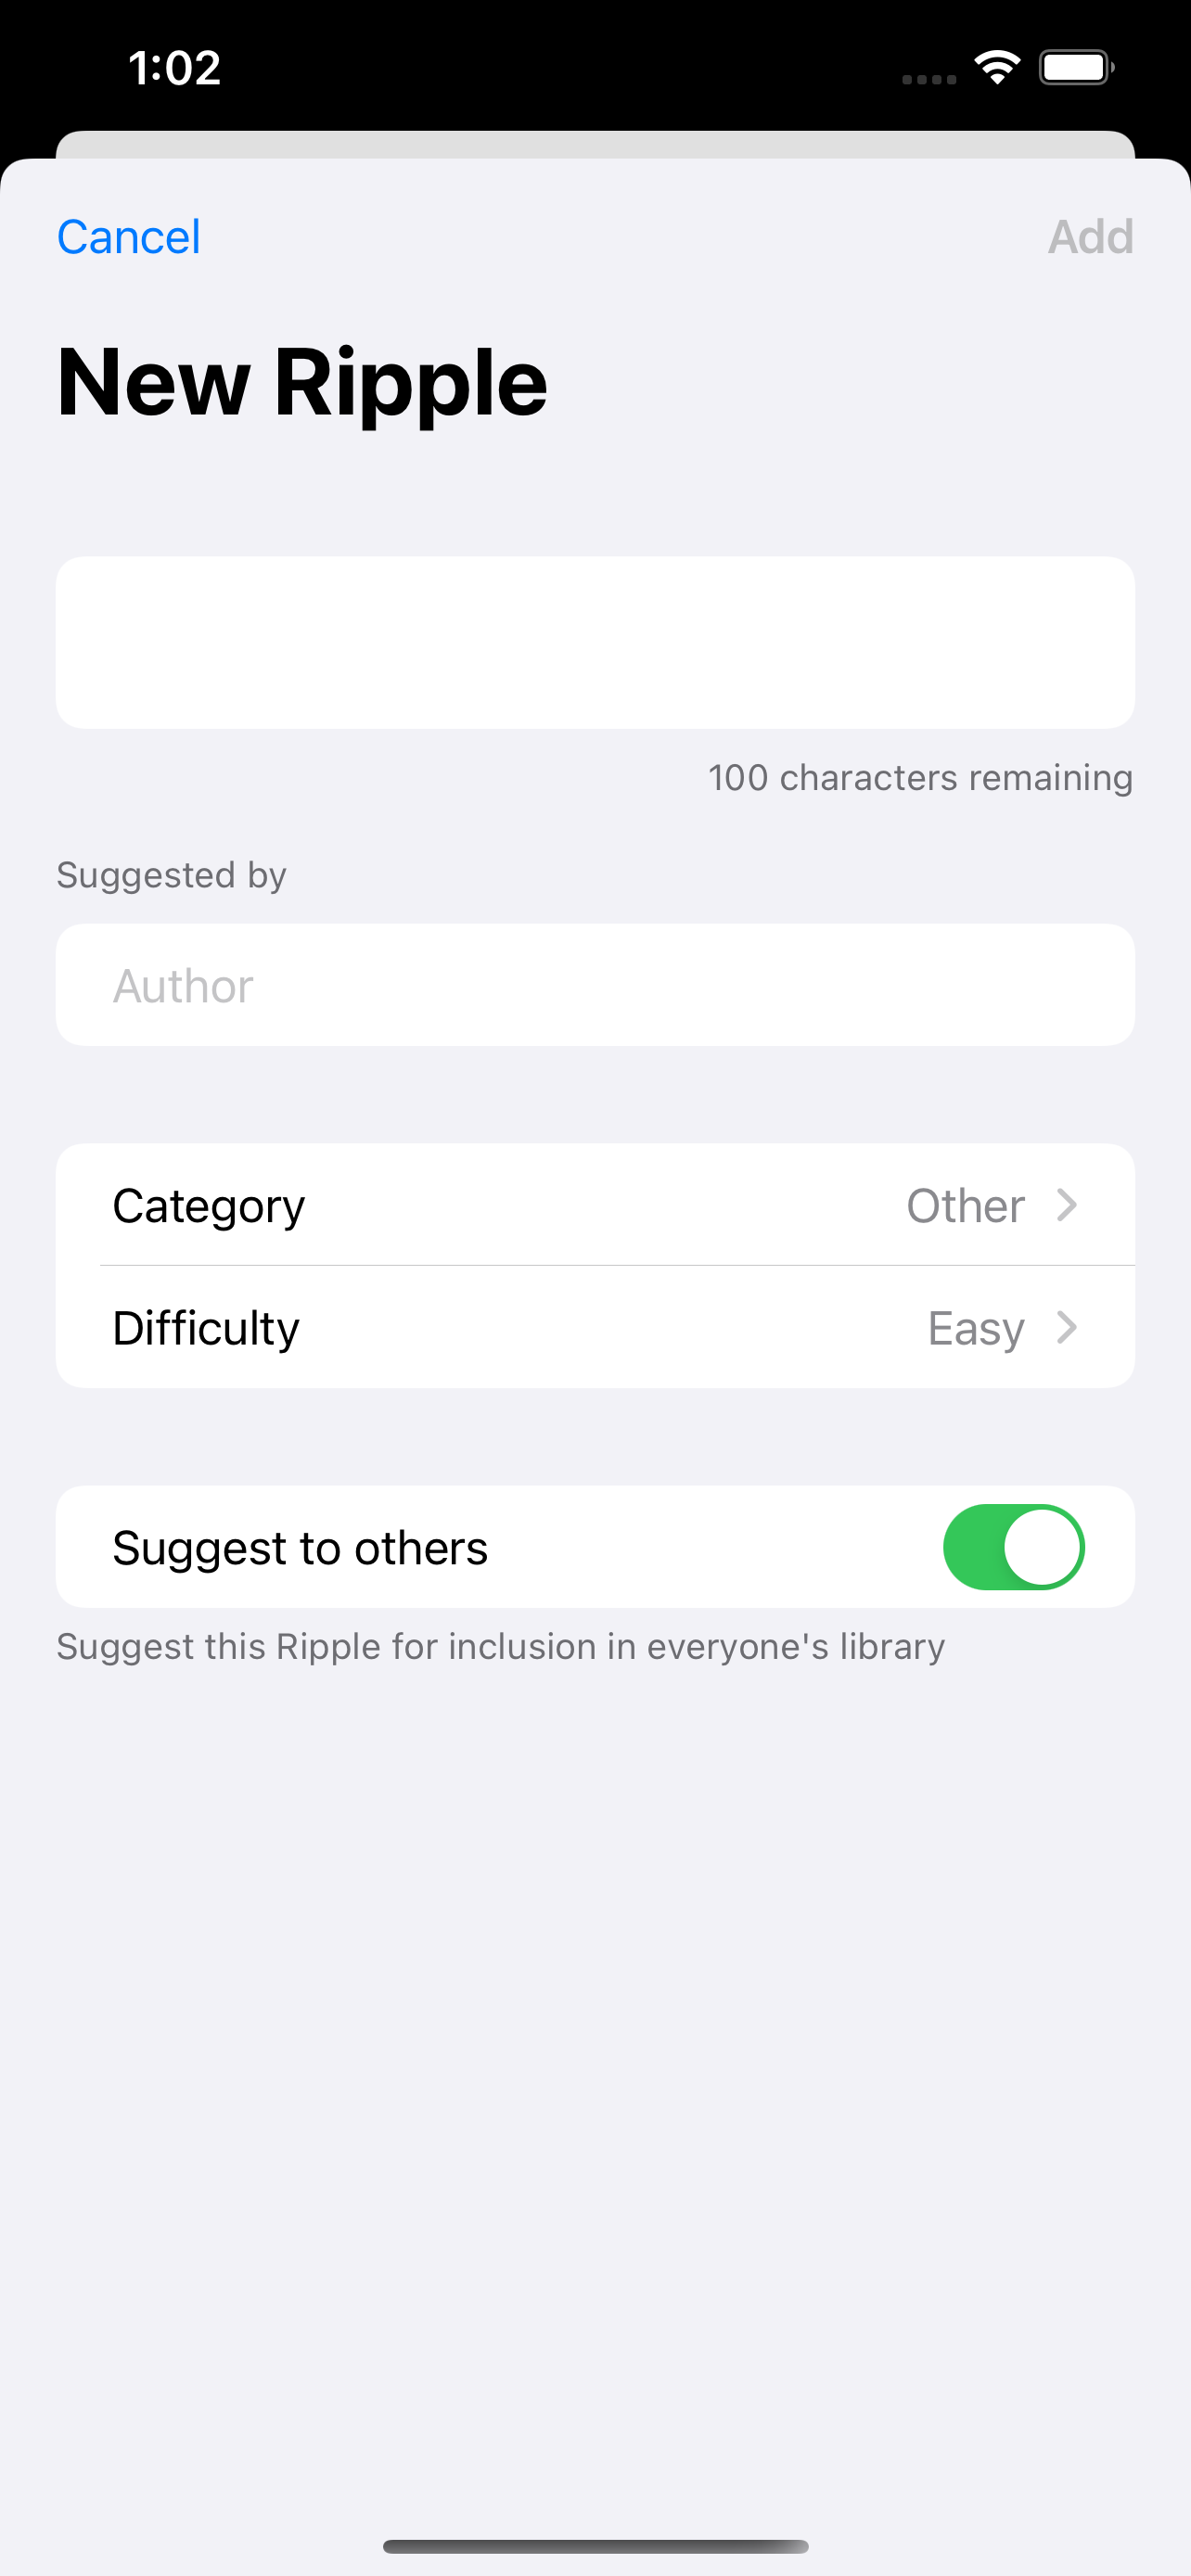 1:02
Cancel
Add
New Ripple
100 characters remaining
Suggested by
Author
Category
Other
Difficulty
Easy
Suggest to others
Suggest this Ripple for inclusion in everyone's library